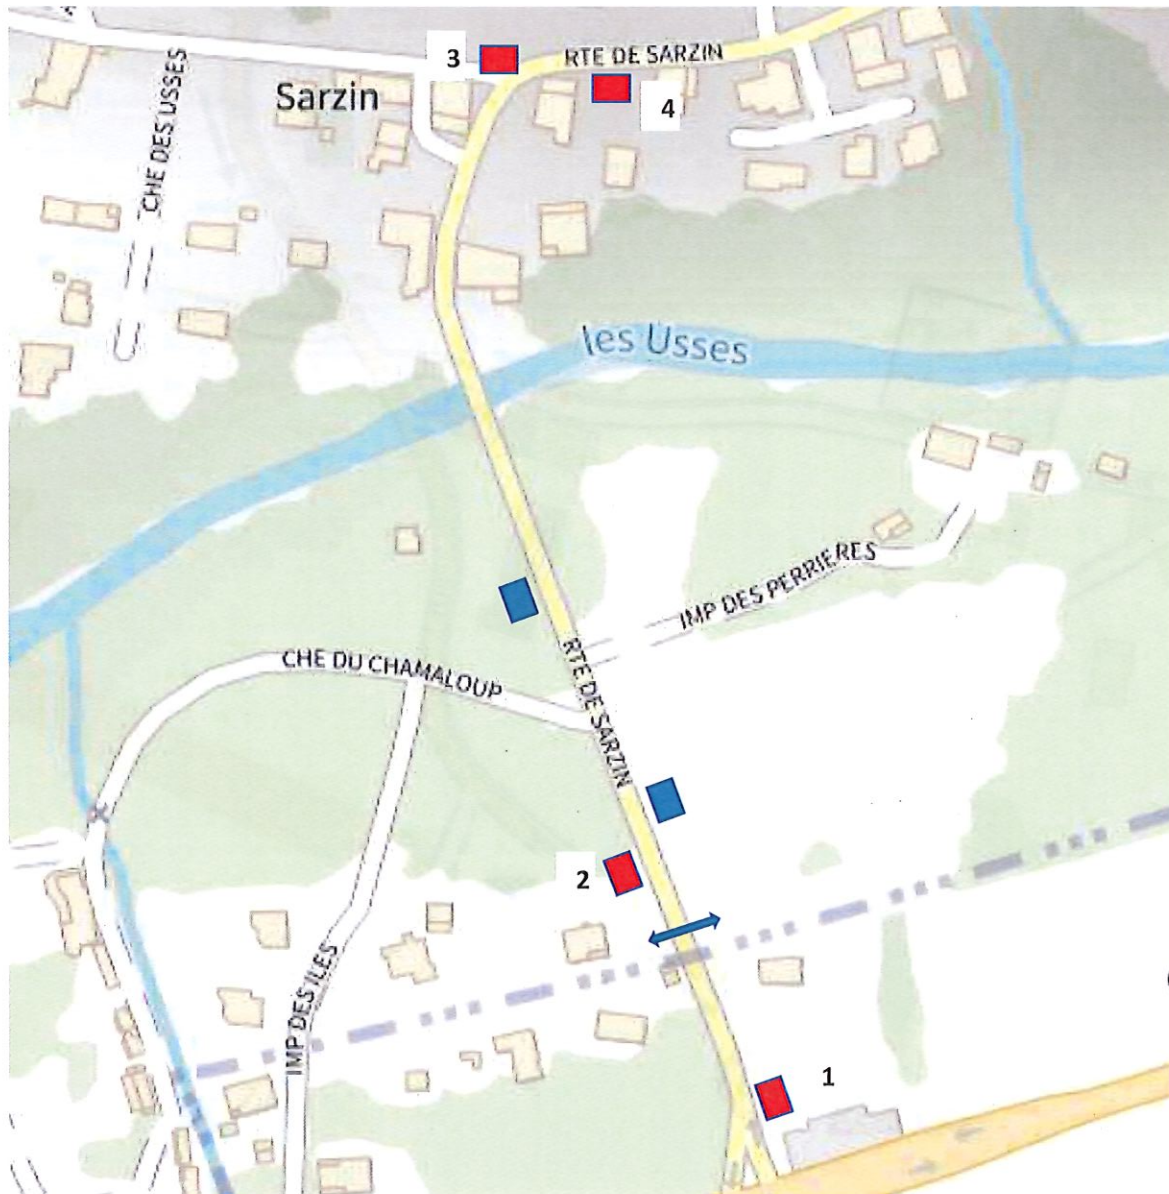 CHE DES USSES
3
RTE DE SARZIN
Sarzin
4
les Usses
IMP DES PERRIERES
CHE DU CHAMALOUP
RTE DE SARZIN
2
IMP DES ILES
1